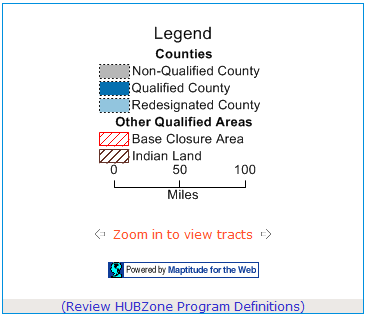 Legend
Counties
Non-Qualified County
Qualified County
Redesignated County
Other Qualified Areas
Base Closure Area
Indian Land
0 50 100
Miles
Zoom in to view tracts
Powered by Maptitude for the Web
(Review HUBZone Program Definitions)